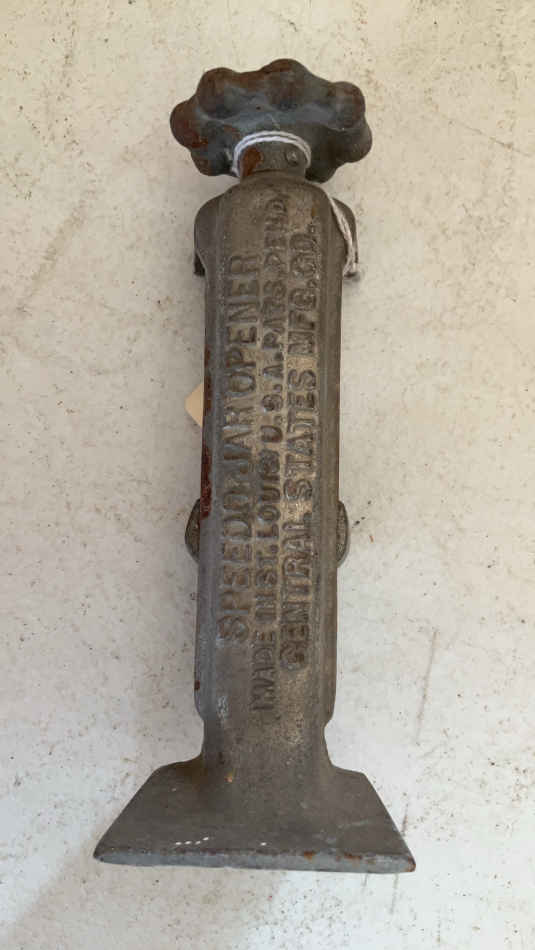 SPEEDO JAR OPENER
MADE IN ST. LOUIS U.S.A. PATS. PEND.
CENTRAL STATES MFG. CO.